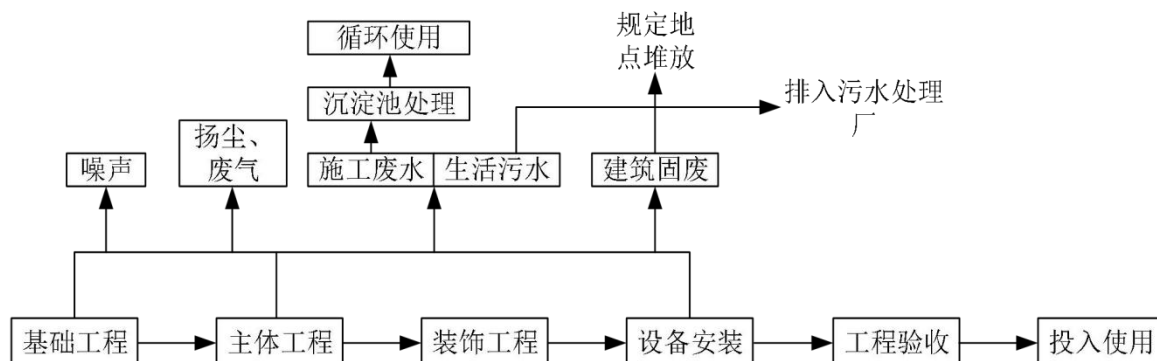 循环使用
规定地
点堆放
沉淀池处理
排入污水处理
厂
扬尘、
废气
噪声
施工废水
生活污水
建筑固废
基础工程
主体工程
装饰工程
设备安装
工程验收
投入使用